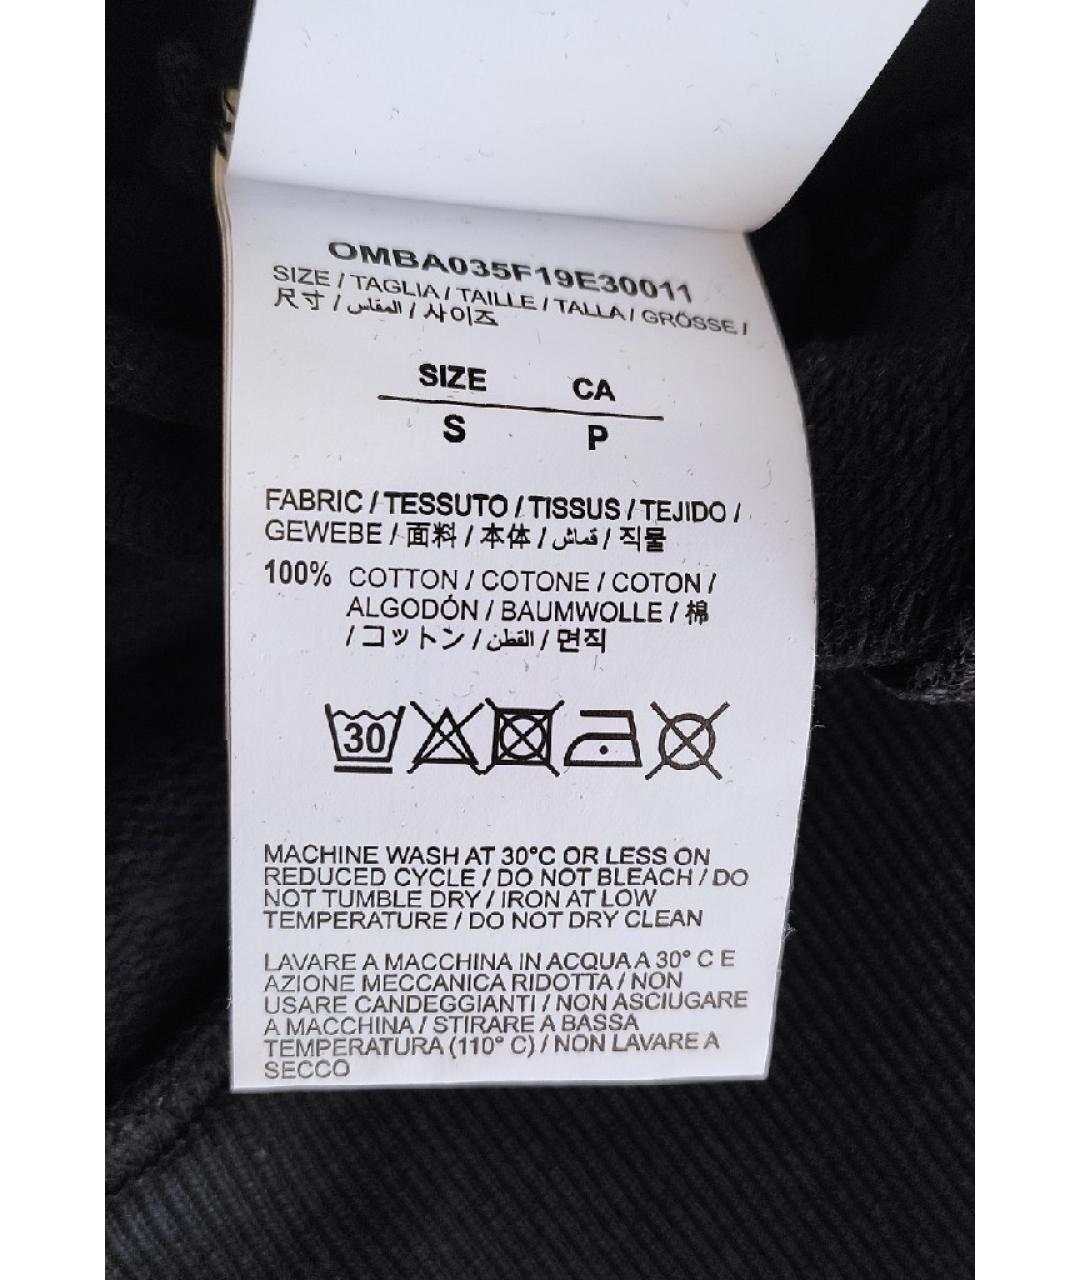 OMBA035F19E30011
SIZE / TAGLIA / TAILLE / TALLA / GRÖSSE /
尺寸 / المقاس / 사이즈
SIZE CA
S P
FABRIC / TESSUTO / TISSUS / TEJIDO /
GEWEBE / 面料 / 本体 / قماش / 직물
100% COTTON / COTONE / COTON /
ALGODÓN / BAUMWOLLE / 棉
/ コットン / القطن / 면직
30
MACHINE WASH AT 30°C OR LESS ON
REDUCED CYCLE / DO NOT BLEACH / DO
NOT TUMBLE DRY / IRON AT LOW
TEMPERATURE / DO NOT DRY CLEAN
LAVARE A MACCHINA IN ACQUA A 30° C E
AZIONE MECCANICA RIDOTTA / NON
USARE CANDEGGIANTI / NON ASCIUGARE
A MACCHINA / STIRARE A BASSA
TEMPERATURA (110° C) / NON LAVARE A
SECCO